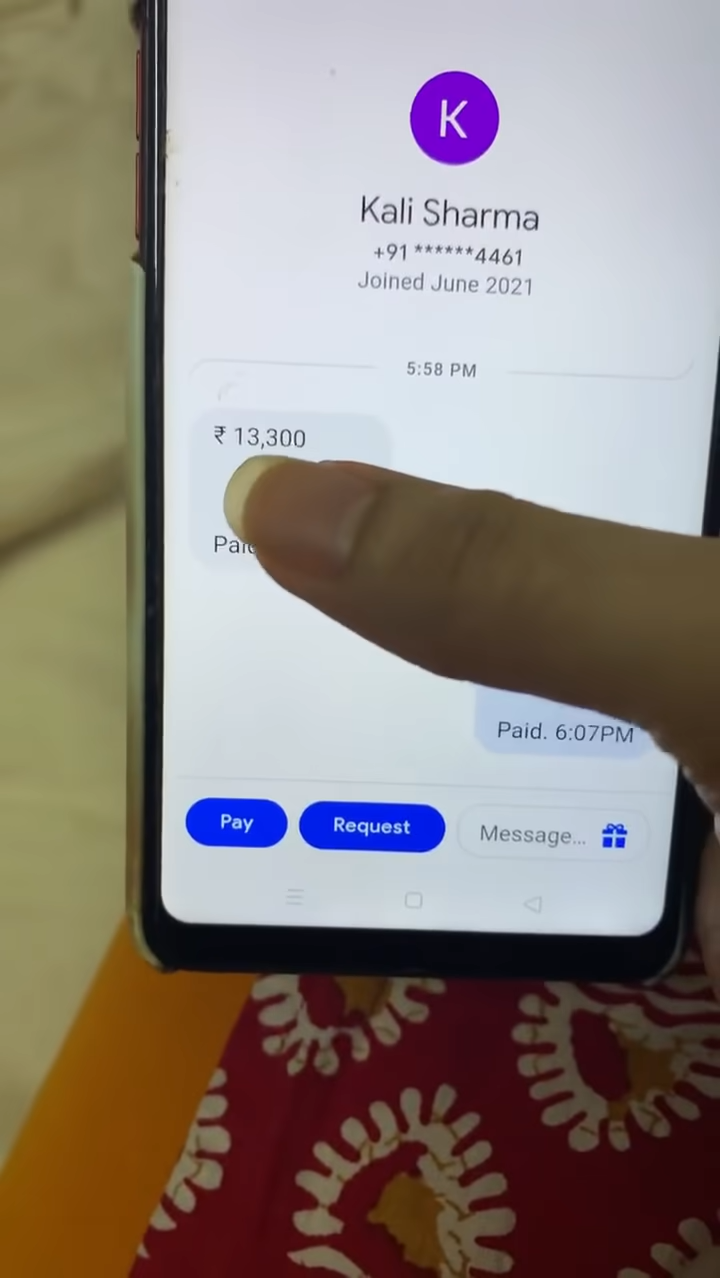 K
Kali Sharma
+91 ******4461
Joined June 2021
5:58 PM
₹ 13,300
Paid. 6:07PM
Pay
Request
Message...